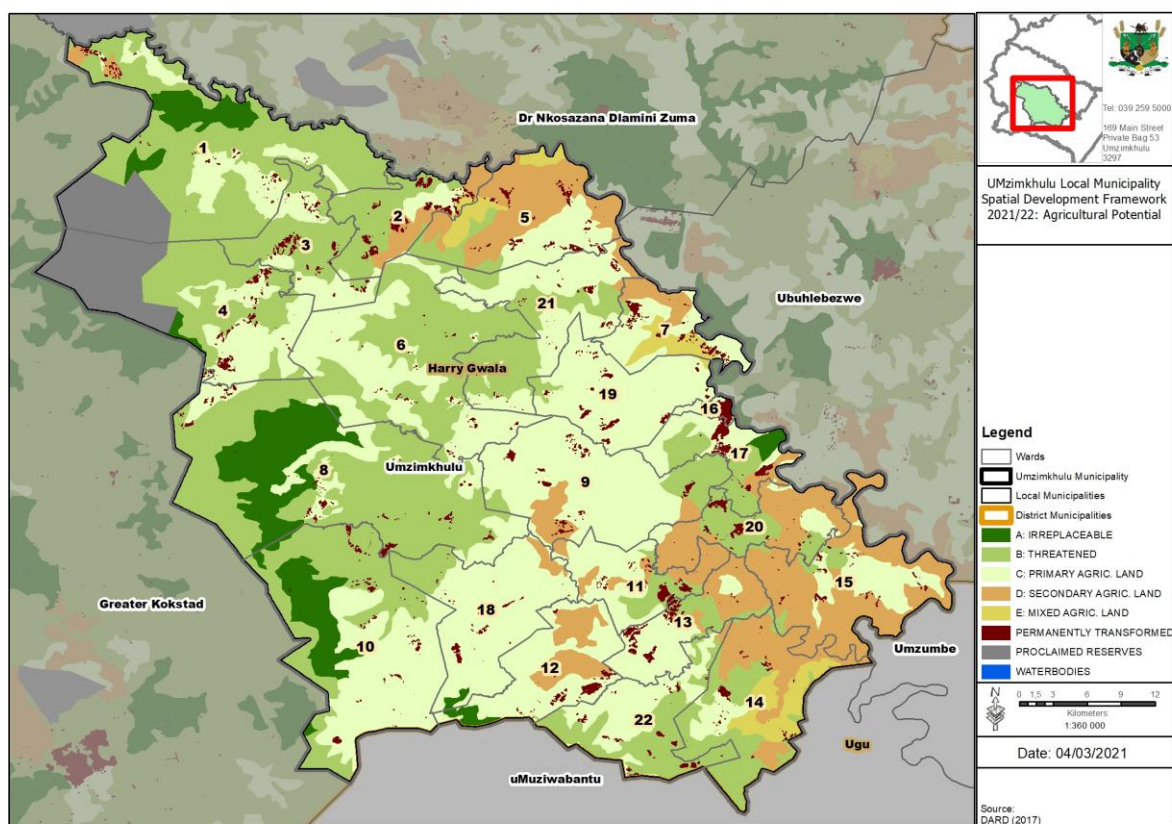 Dr Nkosazana Dlamini Zuma
1
2
5
3
4
21
Ubuhlebezwe
7
6
Harry Gwala
19
16
17
8
Umzimkhulu
9
20
11
15
Greater Kokstad
18
13
10
12
Umzumbe
14
22
Ugu
uMuziwabantu
Tel: 039 259 5000
169 Main Street
Private Bag 53
Umzimkhulu
3297
UMzimkhulu Local Municipality
Spatial Development Framework
2021/22: Agricultural Potential
Legend
Wards
Umzimkhulu Municipality
Local Municipalities
District Municipalities
A: IRREPLACEABLE
B: THREATENED
C: PRIMARY AGRIC. LAND
D: SECONDARY AGRIC. LAND
E: MIXED AGRIC. LAND
PERMANENTLY TRANSFORMED
PROCLAIMED RESERVES
WATERBODIES
N
0 1,5 3 6 9 12
Kilometers
1:360 000
Date: 04/03/2021
Source:
DARD (2017)